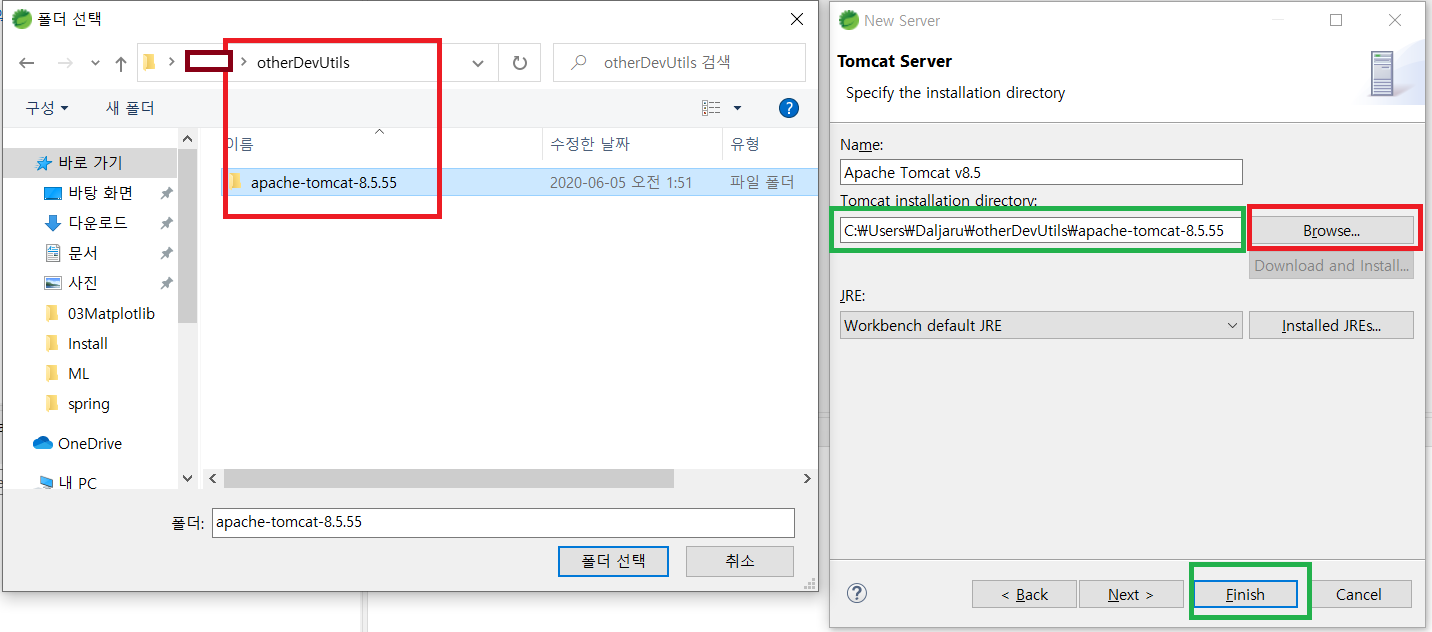 폴더 선택
otherDevUtils
otherDevUtils 검색
구성
새 폴더
이름
수정한 날짜
유형
바로 가기
apache-tomcat-8.5.55
2020-06-05 오전 1:51
파일 폴더
바탕 화면
다운로드
문서
사진
03Matplotlib
Install
ML
spring
OneDrive
내 PC
폴더:
apache-tomcat-8.5.55
폴더 선택
취소
New Server
Tomcat Server
Specify the installation directory
Name:
Apache Tomcat v8.5
Tomcat installation directory:
C:₩Users₩Daljaru₩otherDevUtils₩apache-tomcat-8.5.55
Browse...
Download and Install...
JRE:
Workbench default JRE
Installed JREs...
?
< Back
Next >
Finish
Cancel